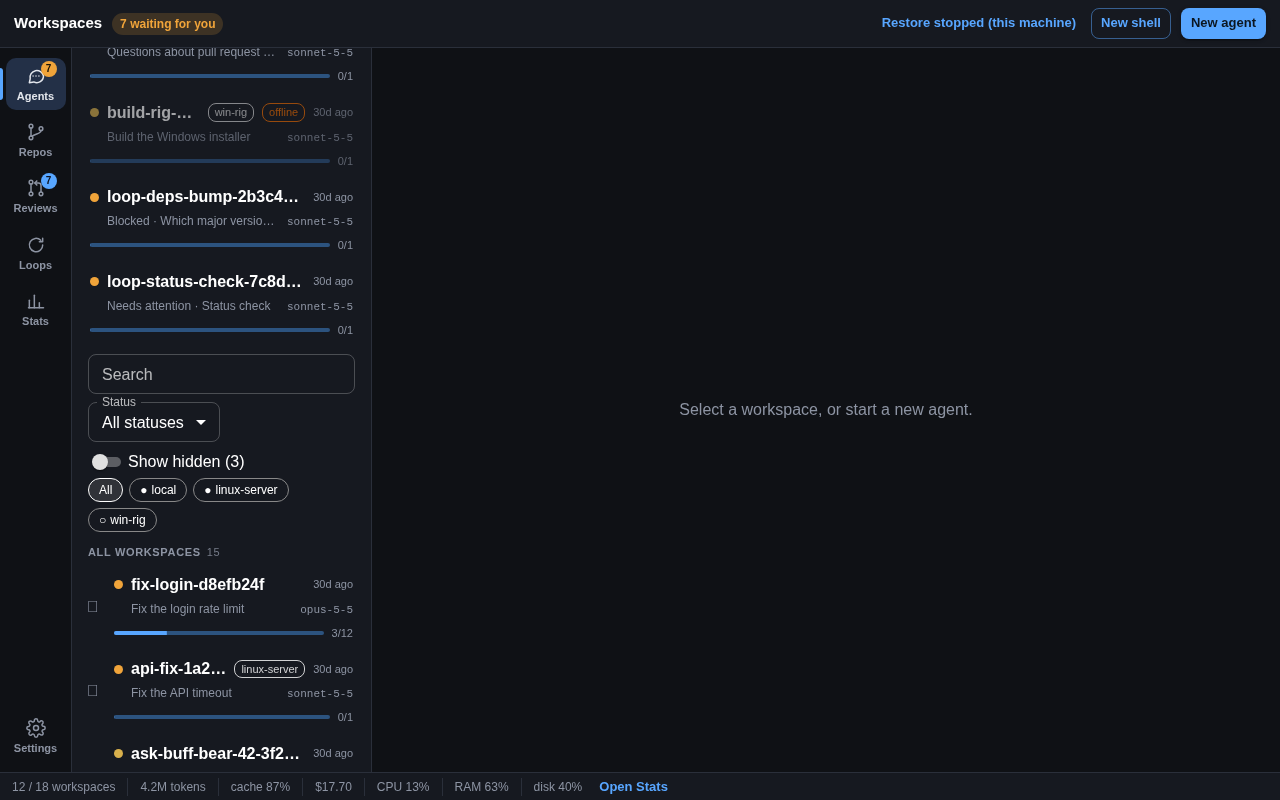 Workspaces
7 waiting for you
Restore stopped (this machine)
New shell
New agent
7
Agents
Repos
7
Reviews
Loops
Stats
Settings
Questions about pull request … sonnet-5-5
0/1
build-rig-… win-rig offline 30d ago
Build the Windows installer sonnet-5-5
0/1
loop-deps-bump-2b3c4… 30d ago
Blocked · Which major versio… sonnet-5-5
0/1
loop-status-check-7c8d… 30d ago
Needs attention · Status check sonnet-5-5
0/1
Search
Status
All statuses
Show hidden (3)
All ● local ● linux-server
○ win-rig
ALL WORKSPACES 15
fix-login-d8efb24f 30d ago
Fix the login rate limit opus-5-5
3/12
api-fix-1a2… linux-server 30d ago
Fix the API timeout sonnet-5-5
0/1
ask-buff-bear-42-3f2… 30d ago
Select a workspace, or start a new agent.
12 / 18 workspaces 4.2M tokens cache 87% $17.70 CPU 13% RAM 63% disk 40% Open Stats